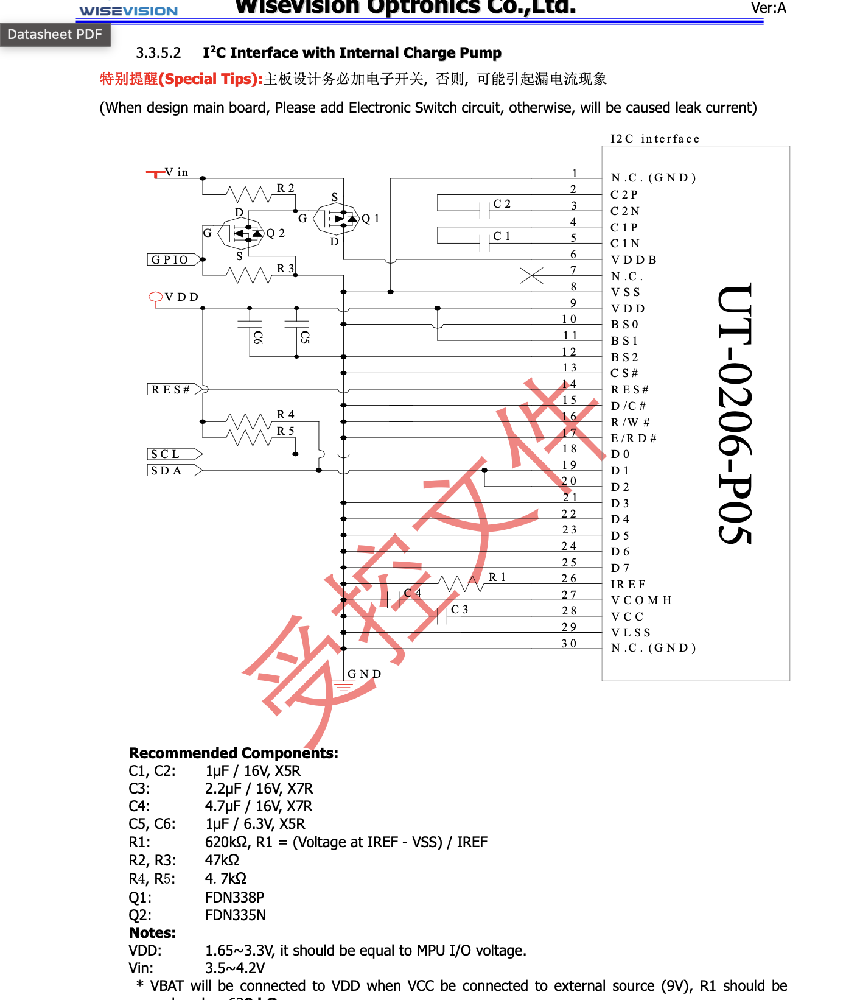 WISEVISION
Wisevision Optronics Co.,Ltd.
Ver:A
Datasheet PDF
3.3.5.2 I²C Interface with Internal Charge Pump
特别提醒(Special Tips):主板设计务必加电子开关, 否则, 可能引起漏电流现象
(When design main board, Please add Electronic Switch circuit, otherwise, will be caused leak current)
I2C interface
Vin
R2
S
G
Q1
D
D
G
Q2
S
GPIO
R3
VDD
C6
C5
RES#
R4
R5
SCL
SDA
C2
C1
R1
C4
C3
GND
1 N.C.(GND)
2 C2P
3 C2N
4 C1P
5 C1N
6 VDDB
7 N.C.
8 VSS
9 VDD
10 BS0
11 BS1
12 BS2
13 CS#
14 RES#
15 D/C#
16 R/W#
17 E/RD#
18 D0
19 D1
20 D2
21 D3
22 D4
23 D5
24 D6
25 D7
26 IREF
27 VCOMH
28 VCC
29 VLSS
30 N.C.(GND)
UT-0206-P05
受控文件
Recommended Components:
C1, C2: 1μF / 16V, X5R
C3: 2.2μF / 16V, X7R
C4: 4.7μF / 16V, X7R
C5, C6: 1μF / 6.3V, X5R
R1: 620kΩ, R1 = (Voltage at IREF - VSS) / IREF
R2, R3: 47kΩ
R4, R5: 4. 7kΩ
Q1: FDN338P
Q2: FDN335N
Notes:
VDD: 1.65~3.3V, it should be equal to MPU I/O voltage.
Vin: 3.5~4.2V
* VBAT will be connected to VDD when VCC be connected to external source (9V), R1 should be